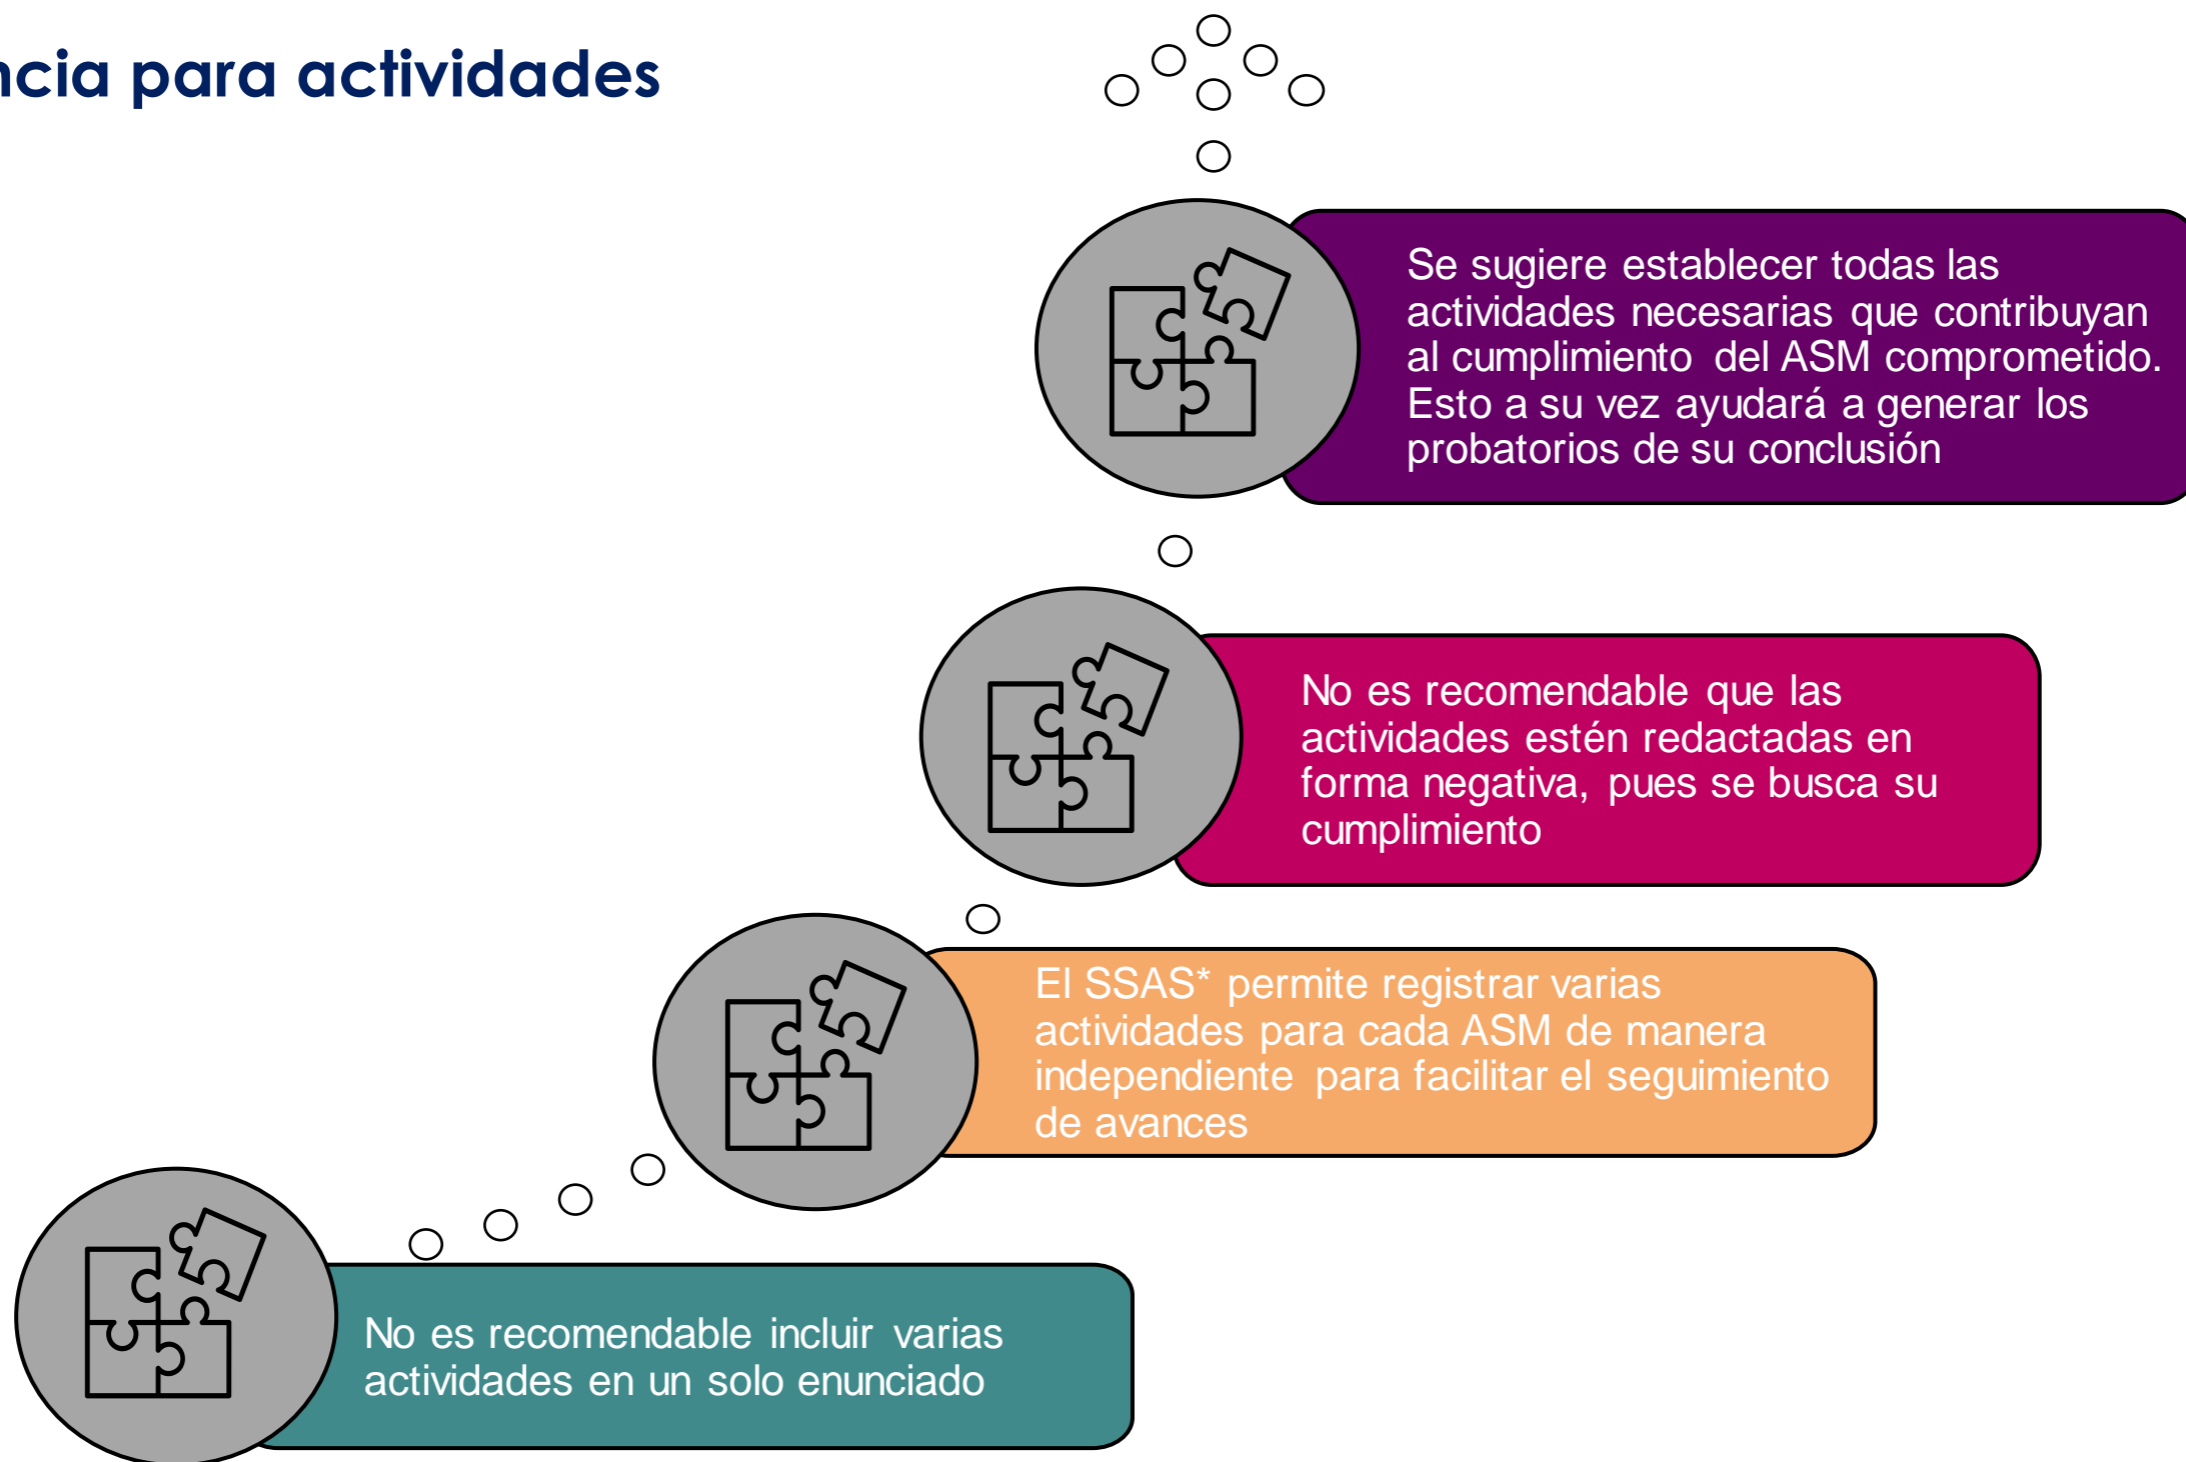 ncia para actividades
Se sugiere establecer todas las
actividades necesarias que contribuyan
al cumplimiento del ASM comprometido.
Esto a su vez ayudará a generar los
probatorios de su conclusión
No es recomendable que las
actividades estén redactadas en
forma negativa, pues se busca su
cumplimiento
El SSAS* permite registrar varias
actividades para cada ASM de manera
independiente para facilitar el seguimiento
de avances
No es recomendable incluir varias
actividades en un solo enunciado